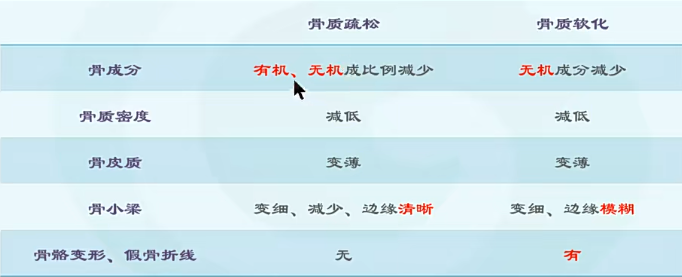 骨质疏松 骨质软化
骨成分 有机、无机成比例减少 无机成分减少
骨质密度 减低 减低
骨皮质 变薄 变薄
骨小梁 变细、减少、边缘清晰 变细、边缘模糊
骨骼变形、假骨折线 无 有